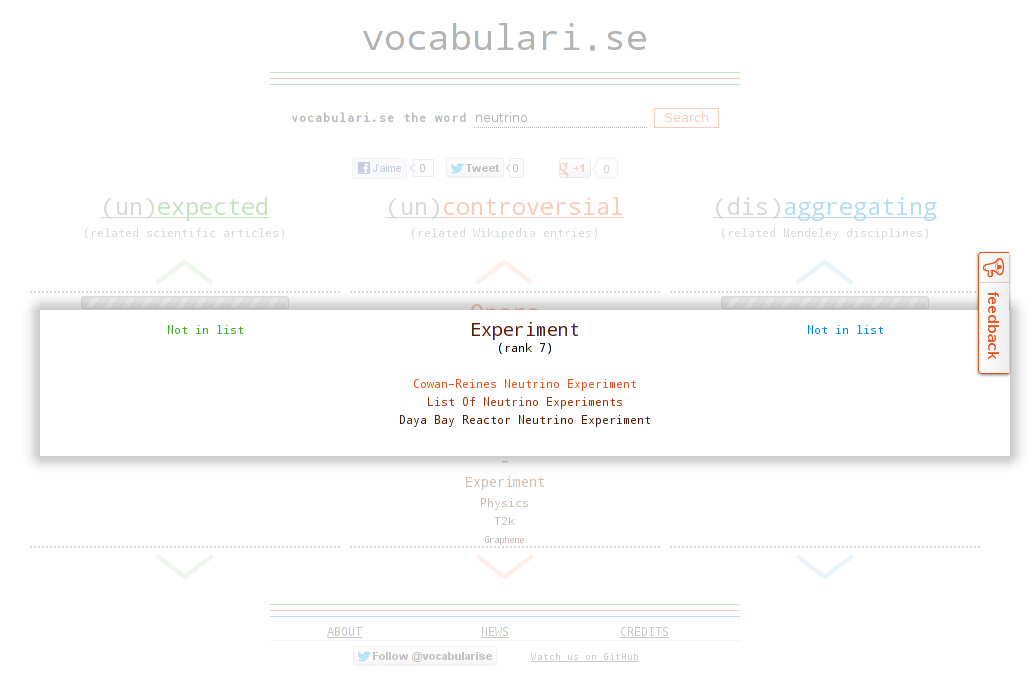 vocabulari.se
vocabulari.se the word neutrino Search
J'aime 0 Tweet 0 +1 0
(un)expected (un)controversial (dis)aggregating
(related scientific articles) (related Wikipedia entries) (related Mendeley disciplines)
feedback
Not in list Experiment Not in list
(rank 7)
Cowan-Reines Neutrino Experiment
List Of Neutrino Experiments
Daya Bay Reactor Neutrino Experiment
-
Experiment
Physics
T2k
Graphene
ABOUT NEWS CREDITS
Follow @vocabularise Watch us on GitHub